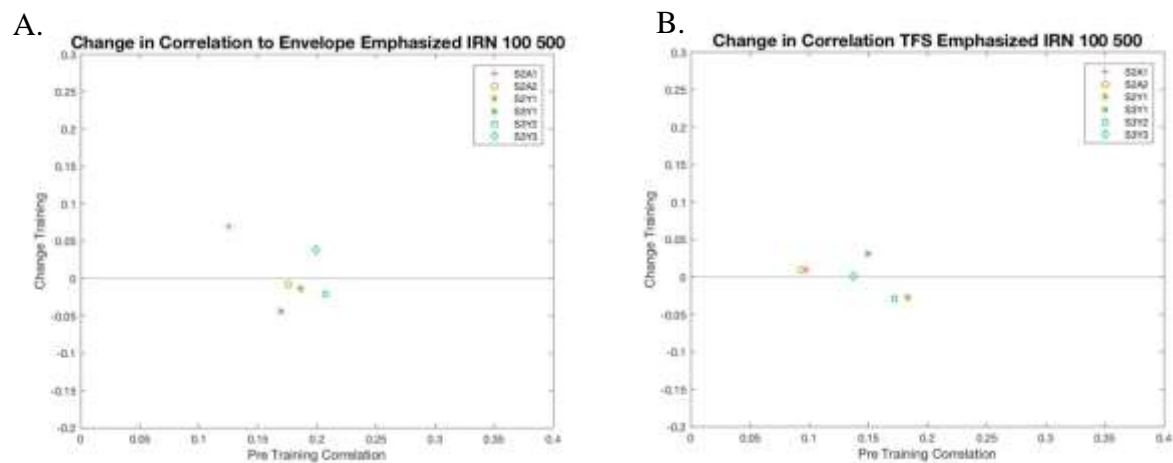 A.
Change in Correlation to Envelope Emphasized IRN 100 500
0.3
0.25
0.2
0.15
0.1
0.05
0
-0.05
-0.1
-0.15
-0.2
Change Training
0
0.05
0.1
0.15
0.2
0.25
0.3
0.35
0.4
Pre Training Correlation
S2A1
S2A2
S2Y1
S2Y2
S2Y3
B.
Change in Correlation TFS Emphasized IRN 100 500
0.3
0.25
0.2
0.15
0.1
0.05
0
-0.05
-0.1
-0.15
-0.2
Change Training
0
0.05
0.1
0.15
0.2
0.25
0.3
0.35
0.4
Pre Training Correlation
S2A1
S2A2
S2Y1
S2Y2
S2Y3